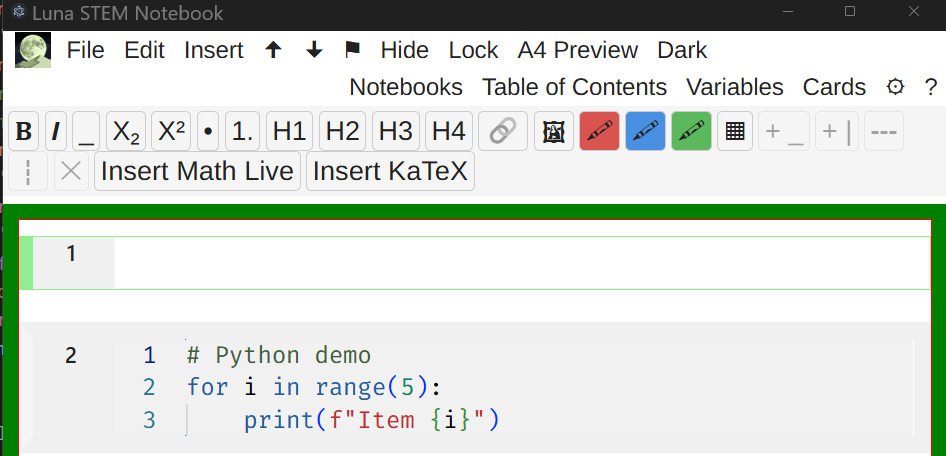 Luna STEM Notebook
File Edit Insert Hide Lock A4 Preview Dark
Notebooks Table of Contents Variables Cards ?
B I _ X₂ X² • 1. H1 H2 H3 H4 + _ + | ---
Insert Math Live Insert KaTeX
1
2 1 # Python demo
2 for i in range(5):
3 print(f"Item {i}")